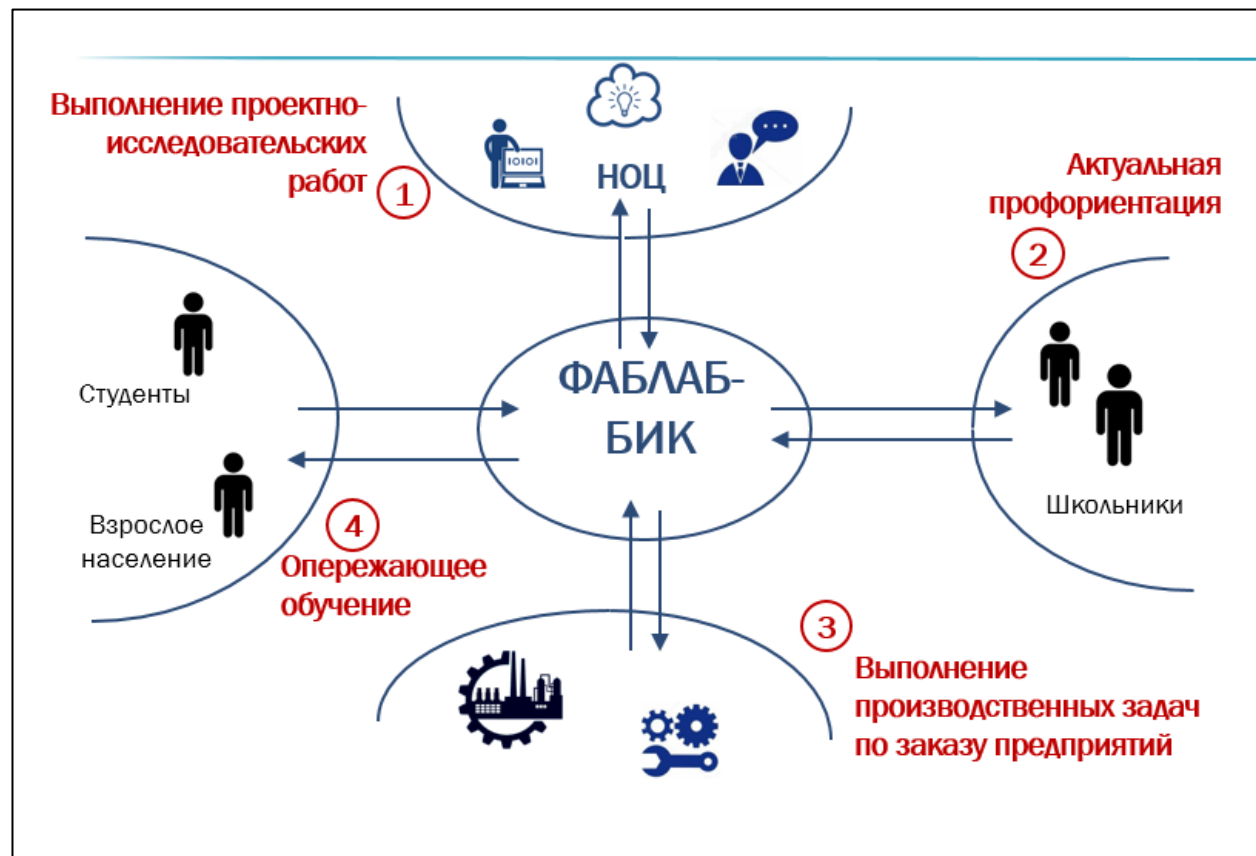 Выполнение проектно-
исследовательских
работ
1
10101
НОЦ
Актуальная
профориентация
2
Студенты
ФАБЛАБ-
БИК
Школьники
Взрослое
население
4
Опережающее
обучение
3
Выполнение
производственных задач
по заказу предприятий